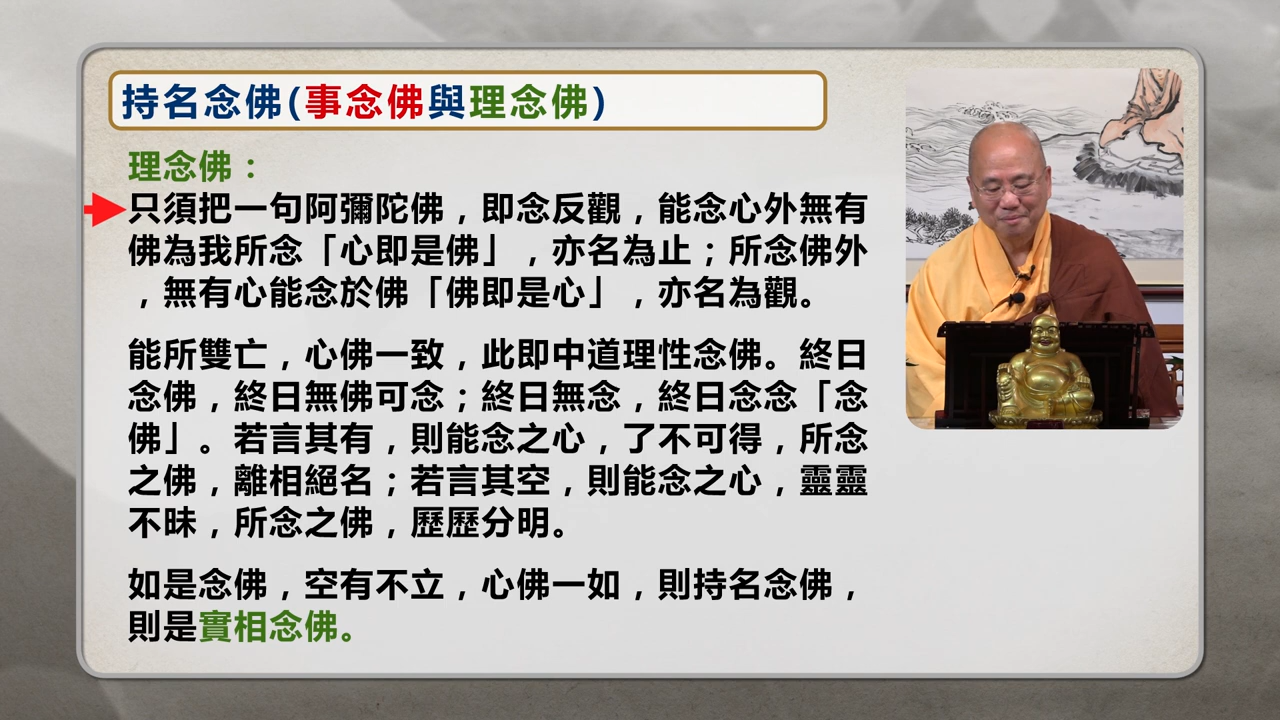 持名念佛(事念佛與理念佛)
理念佛：
只須把一句阿彌陀佛，即念反觀，能念心外無有
佛為我所念「心即是佛」，亦名為止；所念佛外
，無有心能念於佛「佛即是心」，亦名為觀。
能所雙亡，心佛一致，此即中道理性念佛。終日
念佛，終日無佛可念；終日無念，終日念念「念
佛」。若言其有，則能念之心，了不可得，所念
之佛，離相絕名；若言其空，則能念之心，靈靈
不昧，所念之佛，歷歷分明。
如是念佛，空有不立，心佛一如，則持名念佛，
則是實相念佛。